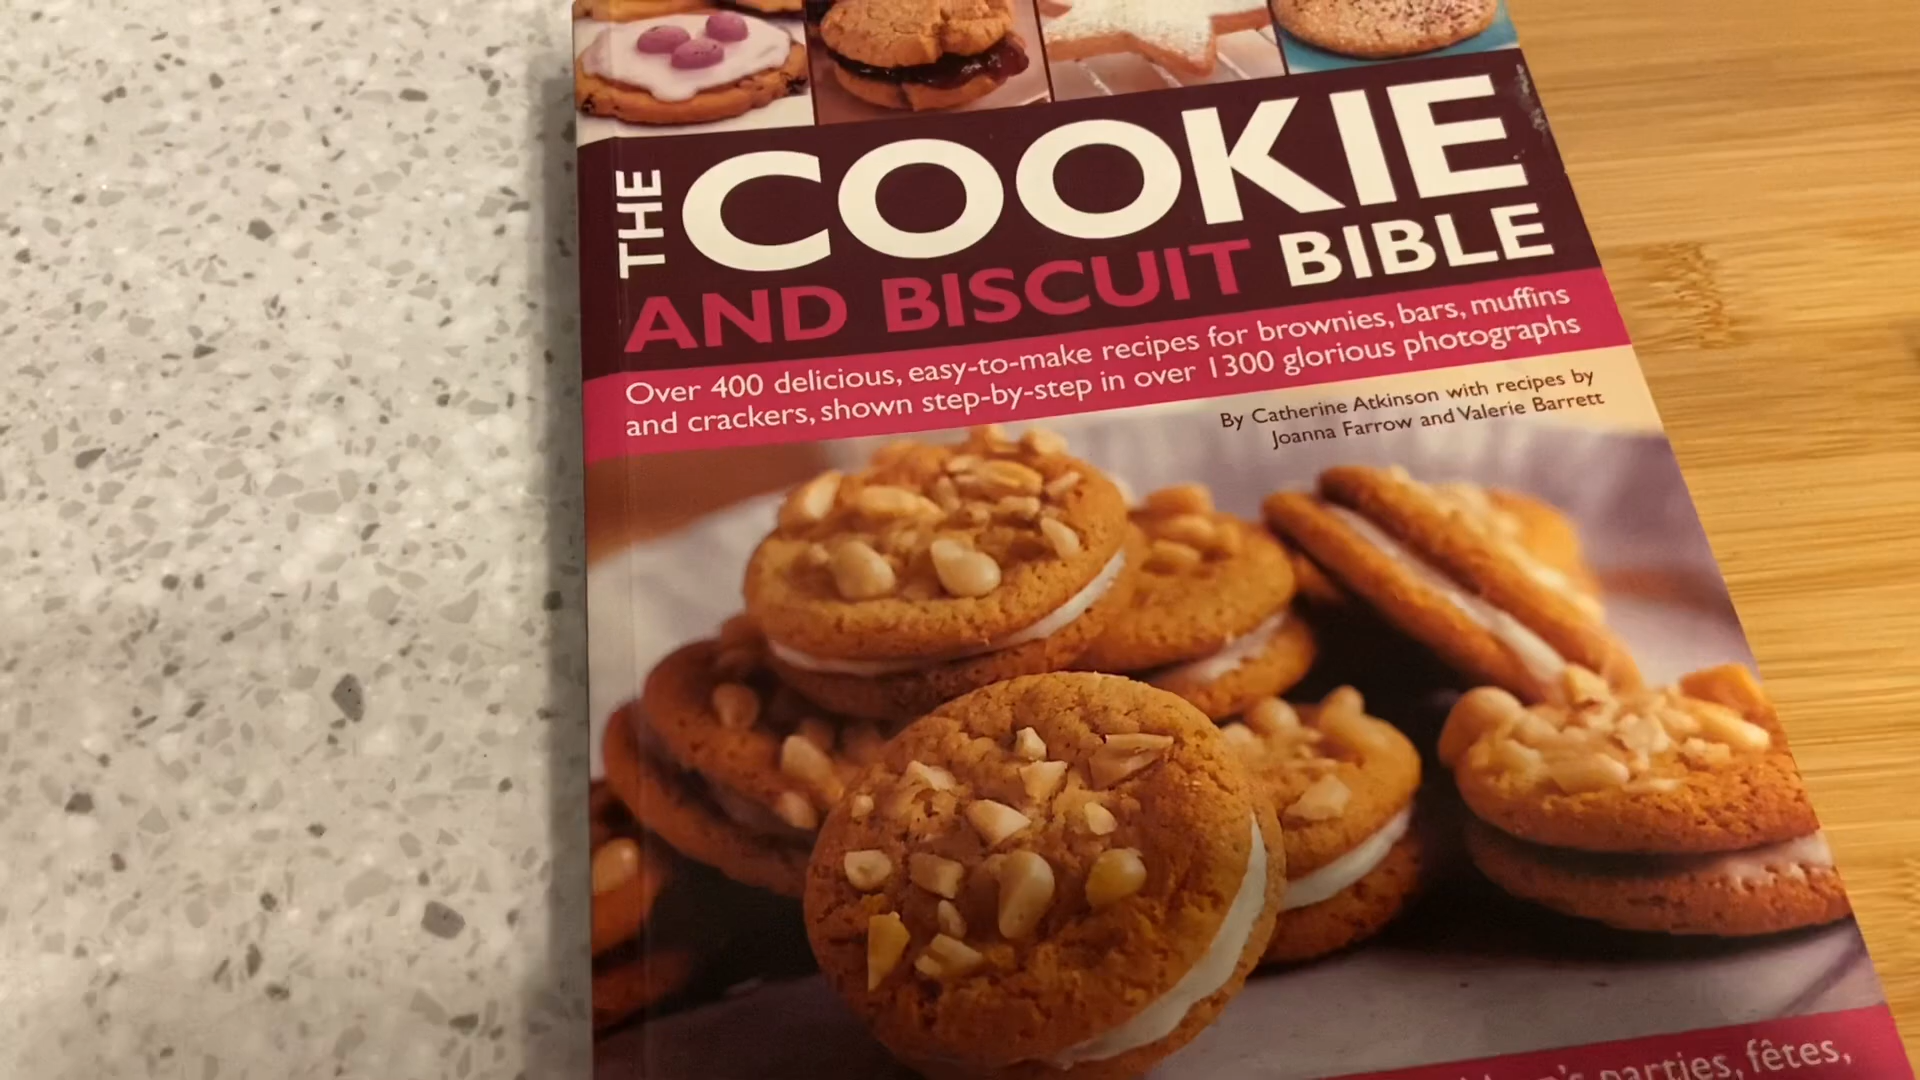 THE COOKIE
AND BISCUIT BIBLE
Over 400 delicious, easy-to-make recipes for brownies, bars, muffins
and crackers, shown step-by-step in over 1300 glorious photographs
By Catherine Atkinson with recipes by
Joanna Farrow and Valerie Barrett
parties, fêtes,